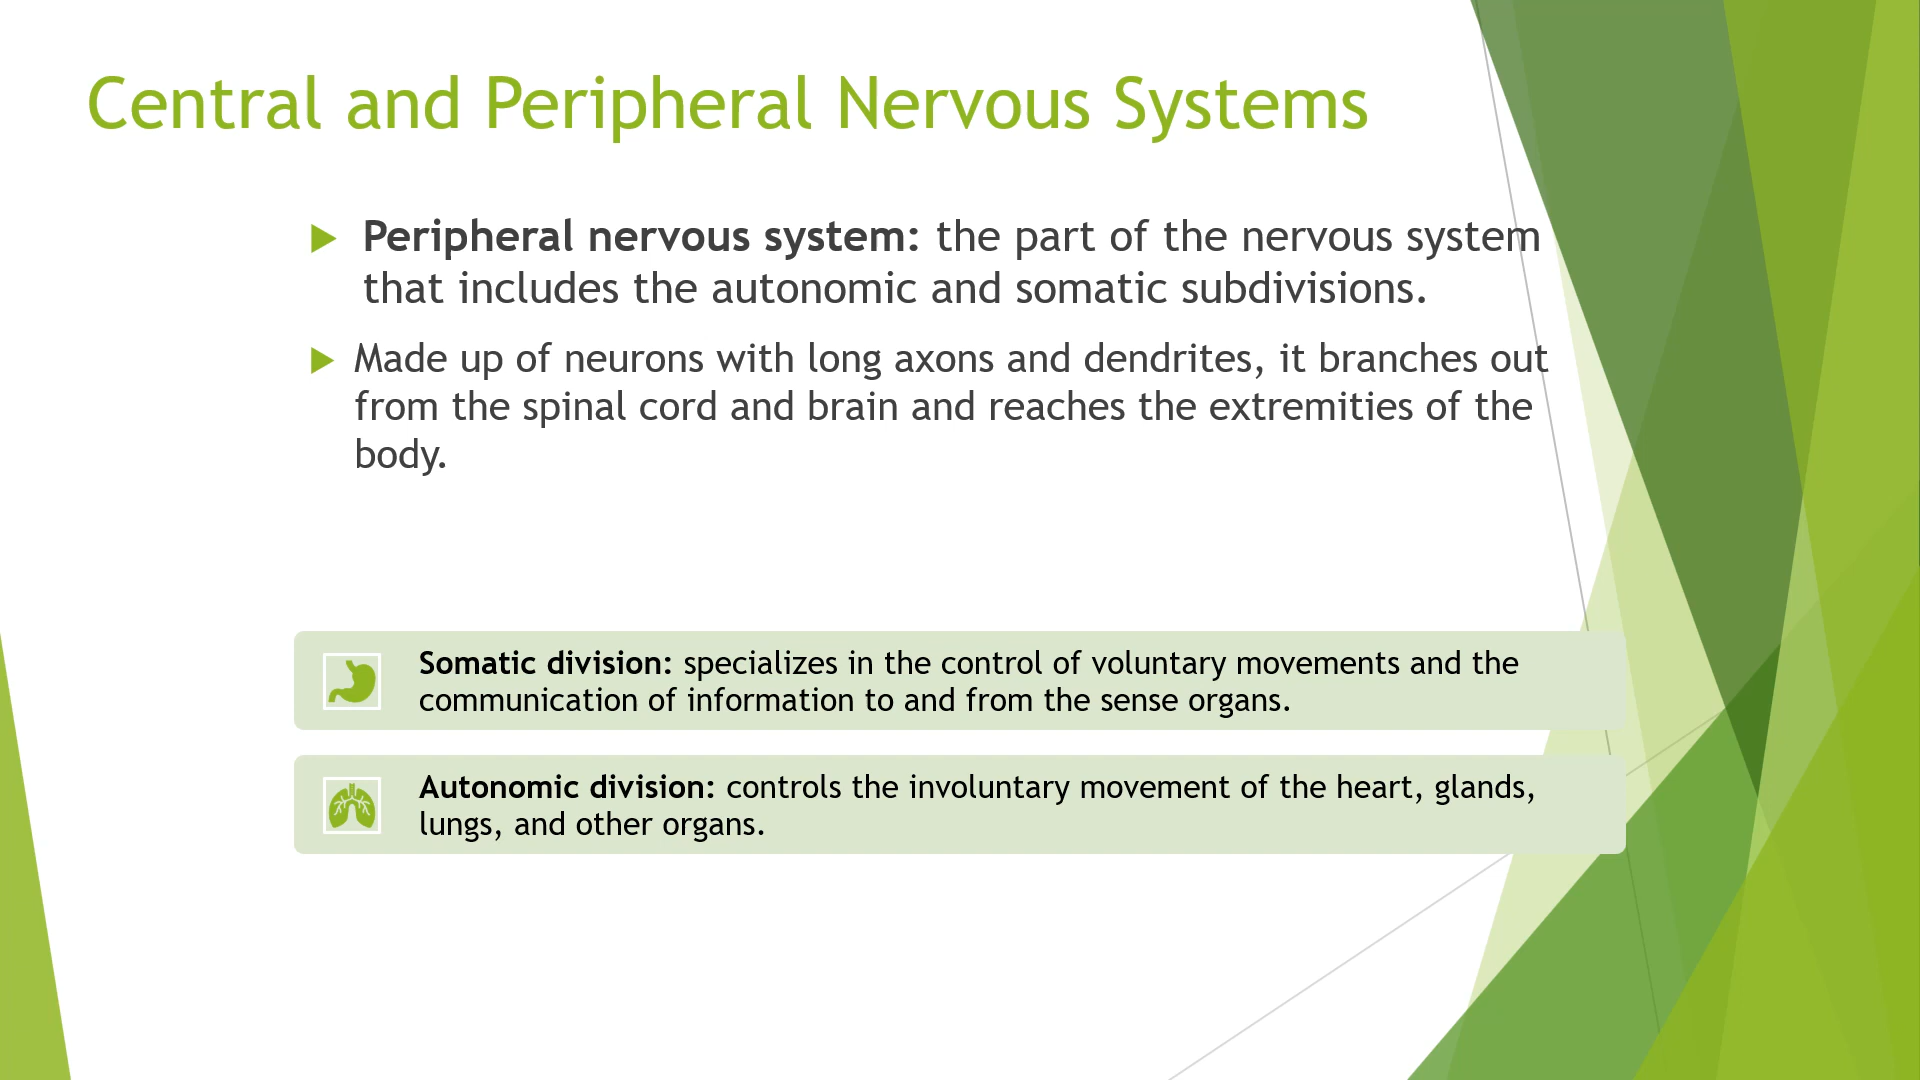 Central and Peripheral Nervous Systems
Peripheral nervous system: the part of the nervous system
that includes the autonomic and somatic subdivisions.
Made up of neurons with long axons and dendrites, it branches out
from the spinal cord and brain and reaches the extremities of the
body.
Somatic division: specializes in the control of voluntary movements and the
communication of information to and from the sense organs.
Autonomic division: controls the involuntary movement of the heart, glands,
lungs, and other organs.